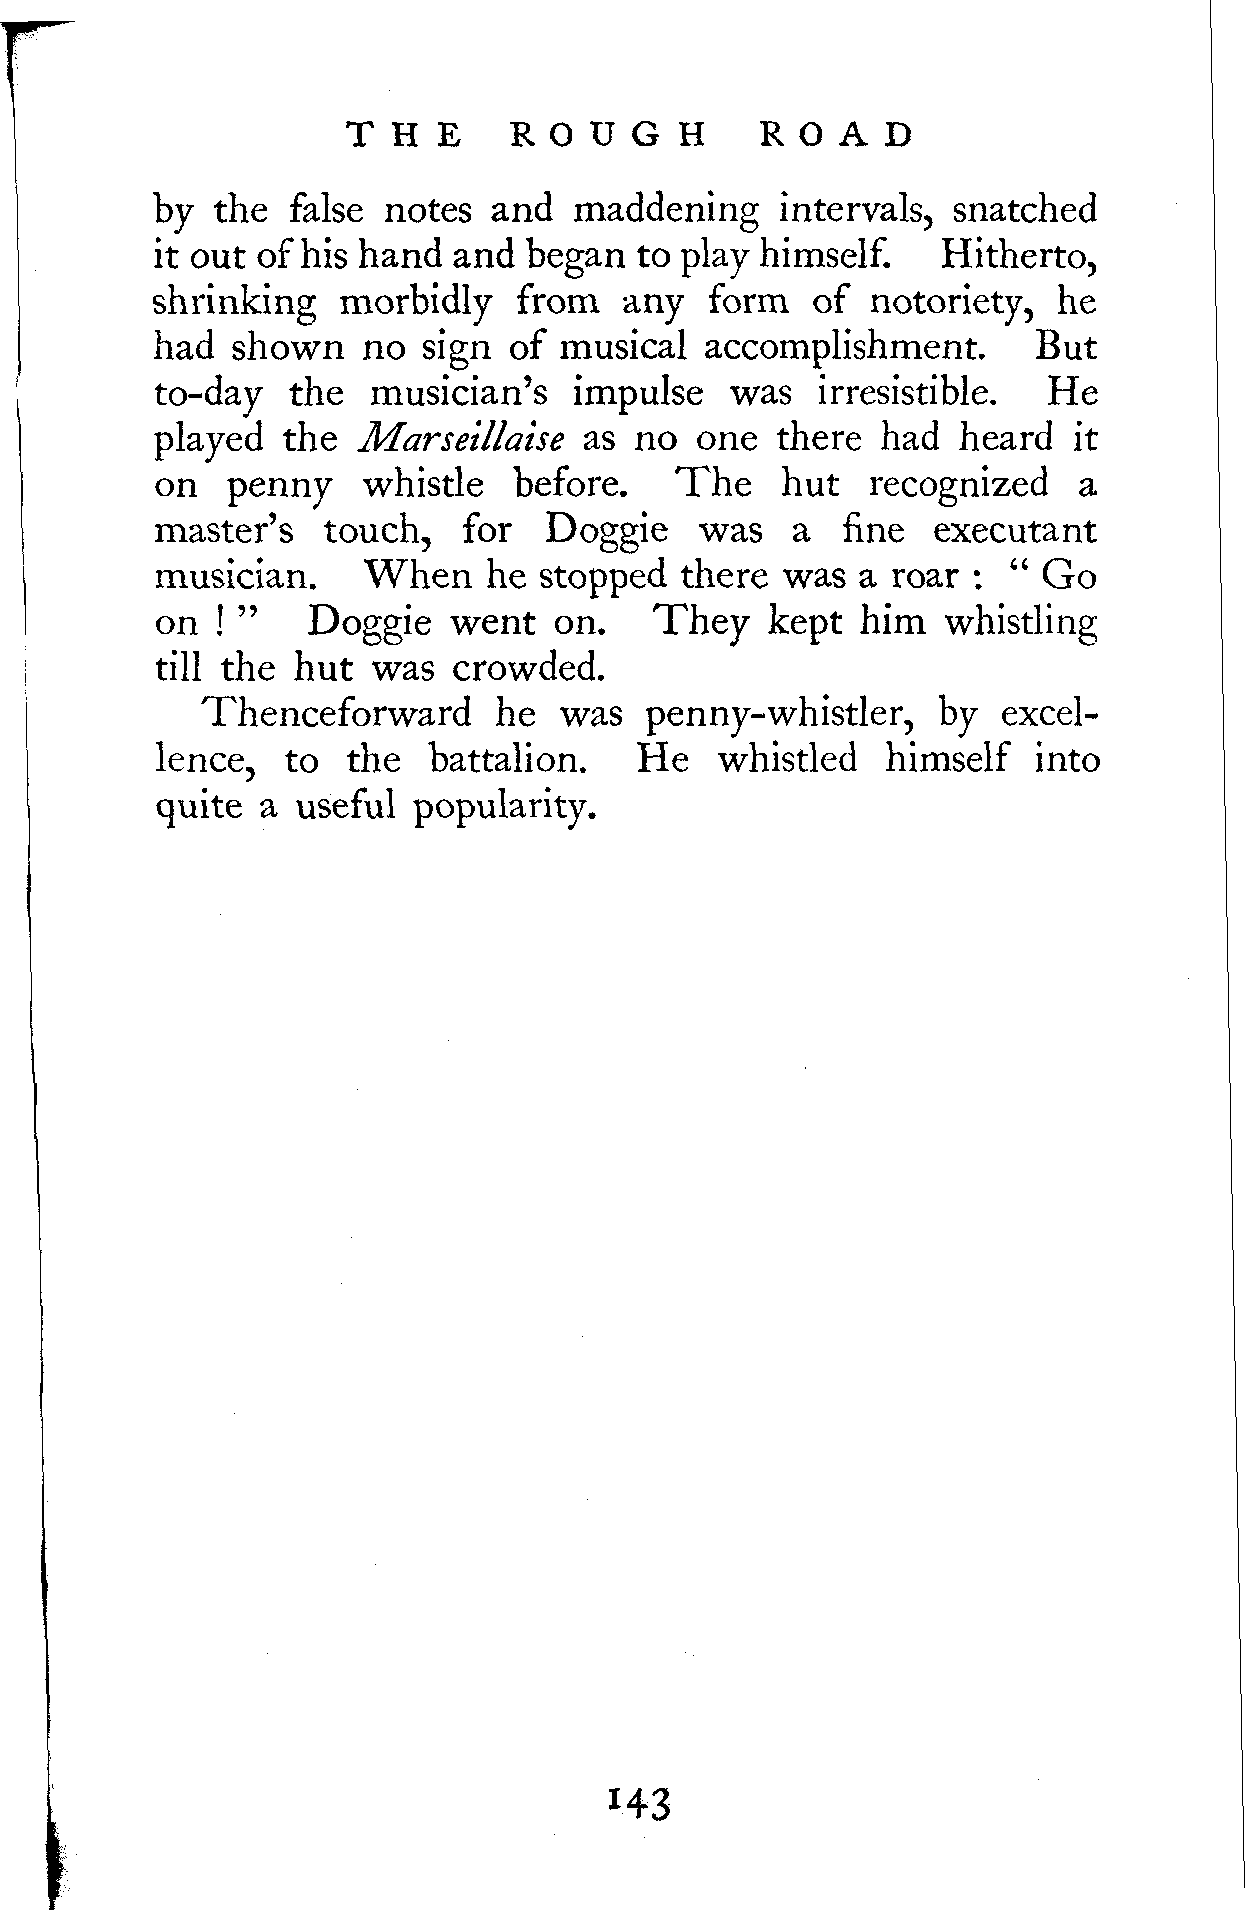 THE ROUGH ROAD
by the false notes and maddening intervals, snatched
it out of his hand and began to play himself. Hitherto,
shrinking morbidly from any form of notoriety, he
had shown no sign of musical accomplishment. But
to-day the musician's impulse was irresistible. He
played the Marseillaise as no one there had heard it
on penny whistle before. The hut recognized a
master's touch, for Doggie was a fine executant
musician. When he stopped there was a roar : “ Go
on ! ” Doggie went on. They kept him whistling
till the hut was crowded.
Thenceforward he was penny-whistler, by excel-
lence, to the battalion. He whistled himself into
quite a useful popularity.
143